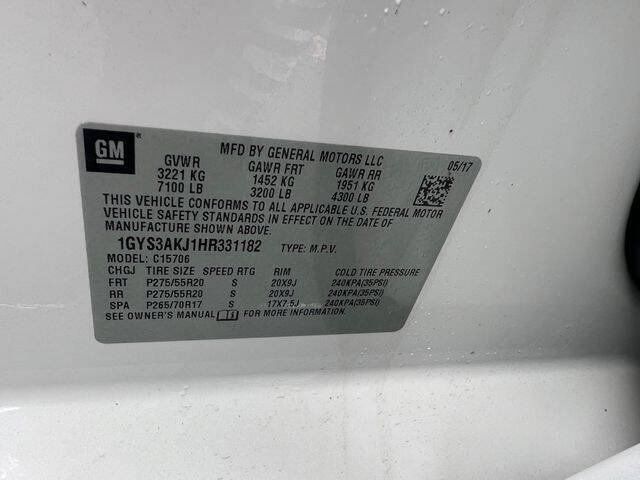 GM
MFD BY GENERAL MOTORS LLC
05/17
GVWR GAWR FRT GAWR RR
3221 KG 1452 KG 1951 KG
7100 LB 3200 LB 4300 LB
THIS VEHICLE CONFORMS TO ALL APPLICABLE U.S. FEDERAL MOTOR
VEHICLE SAFETY STANDARDS IN EFFECT ON THE DATE OF
MANUFACTURE SHOWN ABOVE.
1GYS3AKJ1HR331182 TYPE: M.P.V.
MODEL: C15706
CHGJ TIRE SIZE SPEED RTG RIM COLD TIRE PRESSURE
FRT P275/55R20 S 20X9J 240KPA(35PSI)
RR P275/55R20 S 20X9J 240KPA(35PSI)
SPA P265/70R17 S 17X7.5J 240KPA(35PSI)
SEE OWNER'S MANUAL FOR MORE INFORMATION.